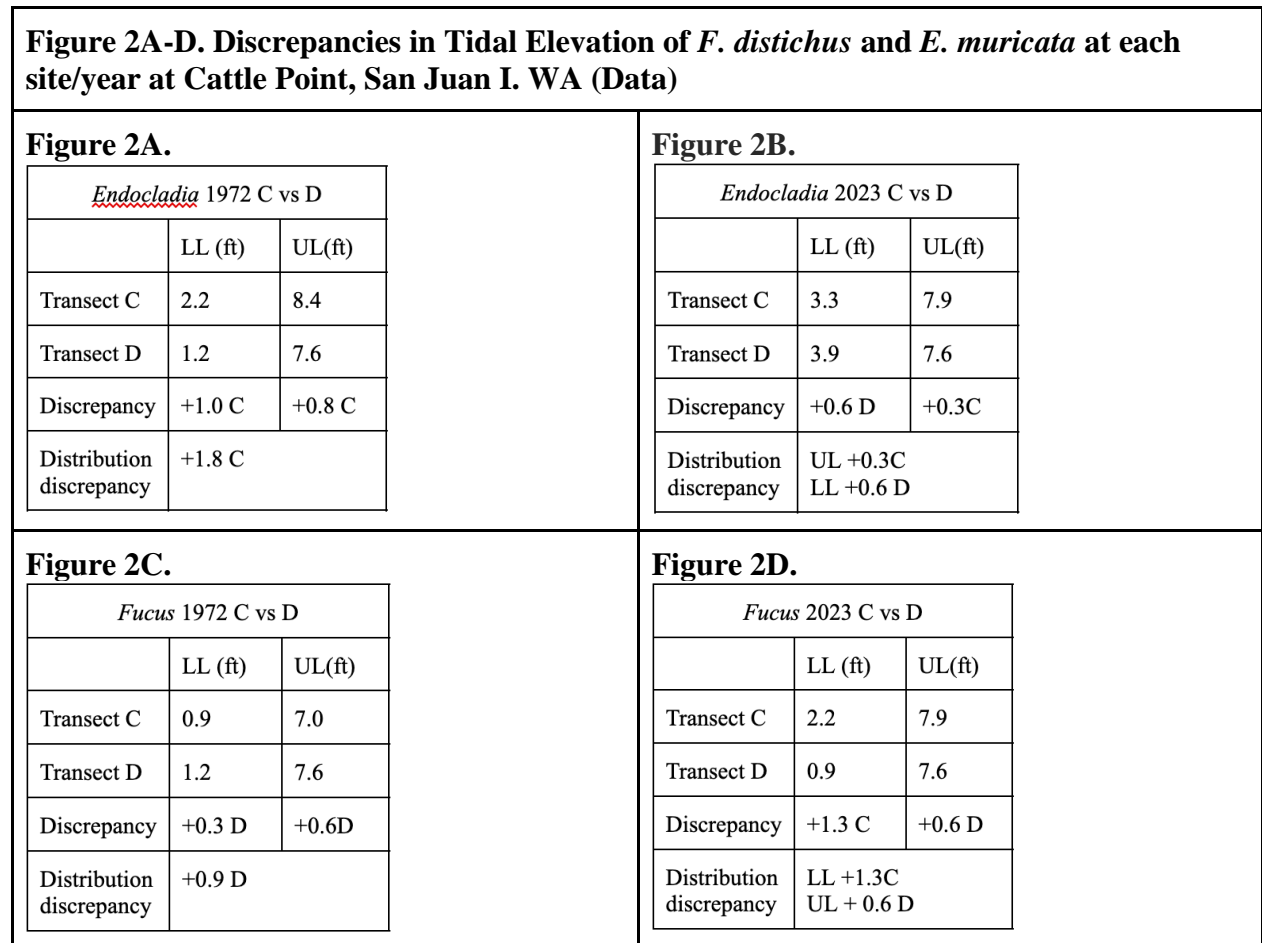 Figure 2A-D. Discrepancies in Tidal Elevation of F. distichus and E. muricata at each
site/year at Cattle Point, San Juan I. WA (Data)
Figure 2A.
Endocladia 1972 C vs D
LL (ft) UL(ft)
Transect C 2.2 8.4
Transect D 1.2 7.6
Discrepancy +1.0 C +0.8 C
Distribution +1.8 C
discrepancy
Figure 2B.
Endocladia 2023 C vs D
LL (ft) UL(ft)
Transect C 3.3 7.9
Transect D 3.9 7.6
Discrepancy +0.6 D +0.3C
Distribution UL +0.3C
discrepancy LL +0.6 D
Figure 2C.
Fucus 1972 C vs D
LL (ft) UL(ft)
Transect C 0.9 7.0
Transect D 1.2 7.6
Discrepancy +0.3 D +0.6D
Distribution +0.9 D
discrepancy
Figure 2D.
Fucus 2023 C vs D
LL (ft) UL(ft)
Transect C 2.2 7.9
Transect D 0.9 7.6
Discrepancy +1.3 C +0.6 D
Distribution LL +1.3C
discrepancy UL + 0.6 D